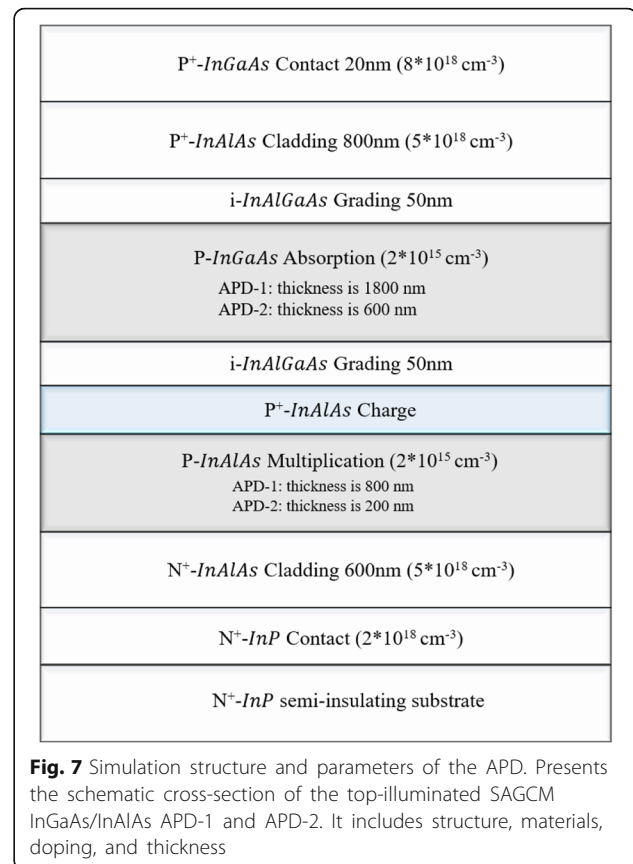 P⁺-InGaAs Contact 20nm (8*10¹⁸ cm⁻³)
P⁺-InAlAs Cladding 800nm (5*10¹⁸ cm⁻³)
i-InAlGaAs Grading 50nm
P-InGaAs Absorption (2*10¹⁵ cm⁻³)
APD-1: thickness is 1800 nm
APD-2: thickness is 600 nm
i-InAlGaAs Grading 50nm
P⁺-InAlAs Charge
P-InAlAs Multiplication (2*10¹⁵ cm⁻³)
APD-1: thickness is 800 nm
APD-2: thickness is 200 nm
N⁺-InAlAs Cladding 600nm (5*10¹⁸ cm⁻³)
N⁺-InP Contact (2*10¹⁸ cm⁻³)
N⁺-InP semi-insulating substrate
Fig. 7 Simulation structure and parameters of the APD. Presents
the schematic cross-section of the top-illuminated SAGCM
InGaAs/InAlAs APD-1 and APD-2. It includes structure, materials,
doping, and thickness